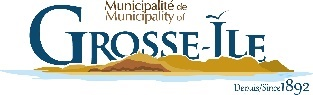 Municipalité de
Municipality of
GROSSE-ÎLE
Depuis/Since 1892